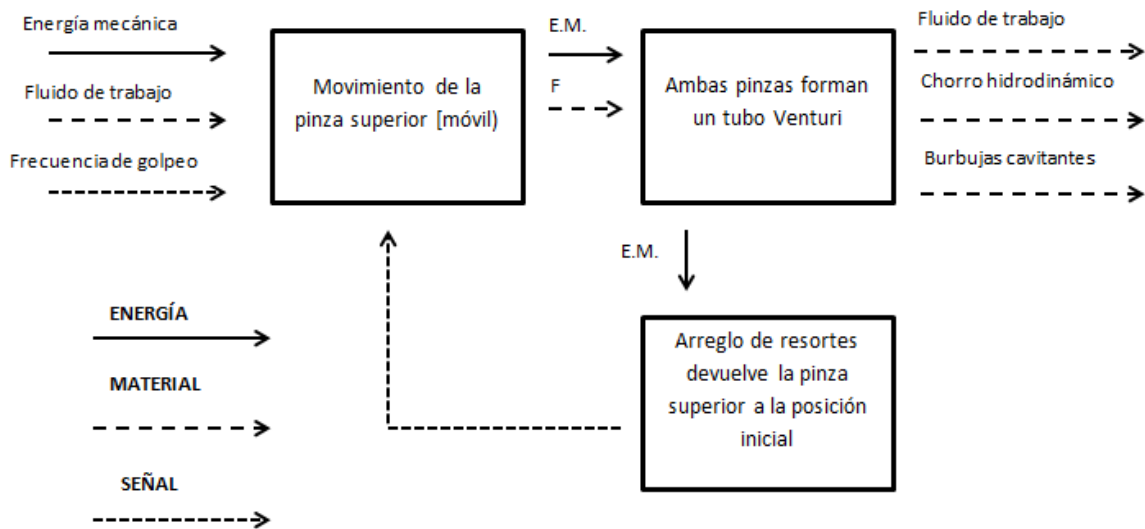 Energía mecánica
Fluido de trabajo
Frecuencia de golpeo
Movimiento de la
pinza superior [móvil)
E.M.
F
Ambas pinzas forman
un tubo Venturi
Fluido de trabajo
Chorro hidrodinámico
Burbujas cavitantes
E.M.
Arreglo de resortes
devuelve la pinza
superior a la posición
inicial
ENERGÍA
MATERIAL
SEÑAL